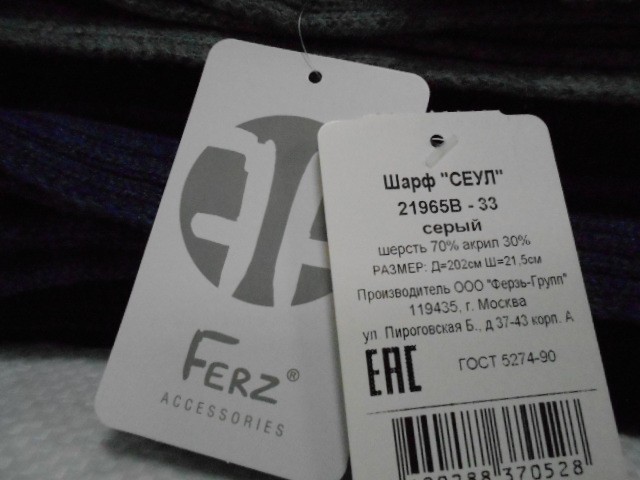 FERZ®
ACCESSORIES
Шарф "СЕУЛ"
21965В - 33
серый
шерсть 70% акрил 30%
РАЗМЕР: Д=202см Ш=21,5см
Производитель ООО "Ферзь-Групп"
119435, г. Москва
ул. Пироговская Б., д 37-43 корп. А
ЕАС ГОСТ 5274-90
370528